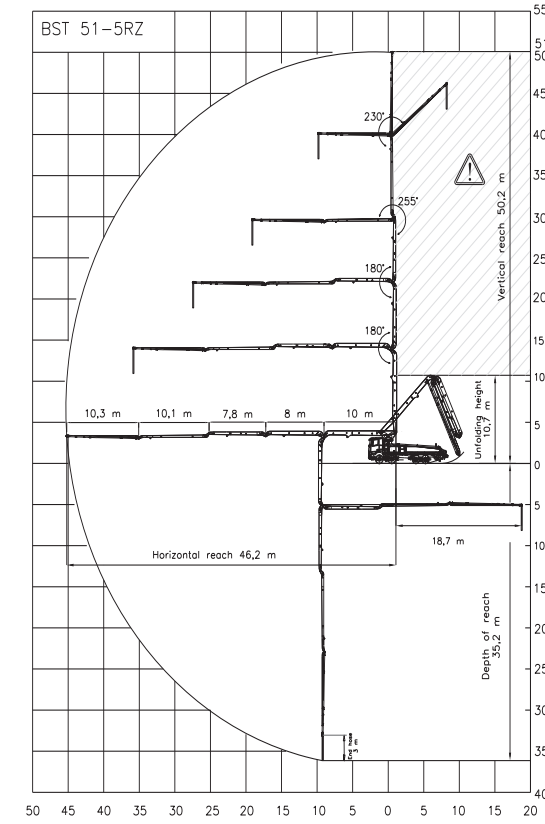 BST 51-5RZ
55
51
50
45
230°
40
35
255°
30
Vertical reach 50,2 m
25
180°
20
180°
15
10
Unfolding height
10,7 m
10,3 m 10,1 m 7,8 m 8 m 10 m
5
0
5
18,7 m
10
Horizontal reach 46,2 m
15
Depth of reach
35,2 m
20
25
30
End hose
3 m
35
40
50 45 40 35 30 25 20 15 10 5 0 5 10 15 20